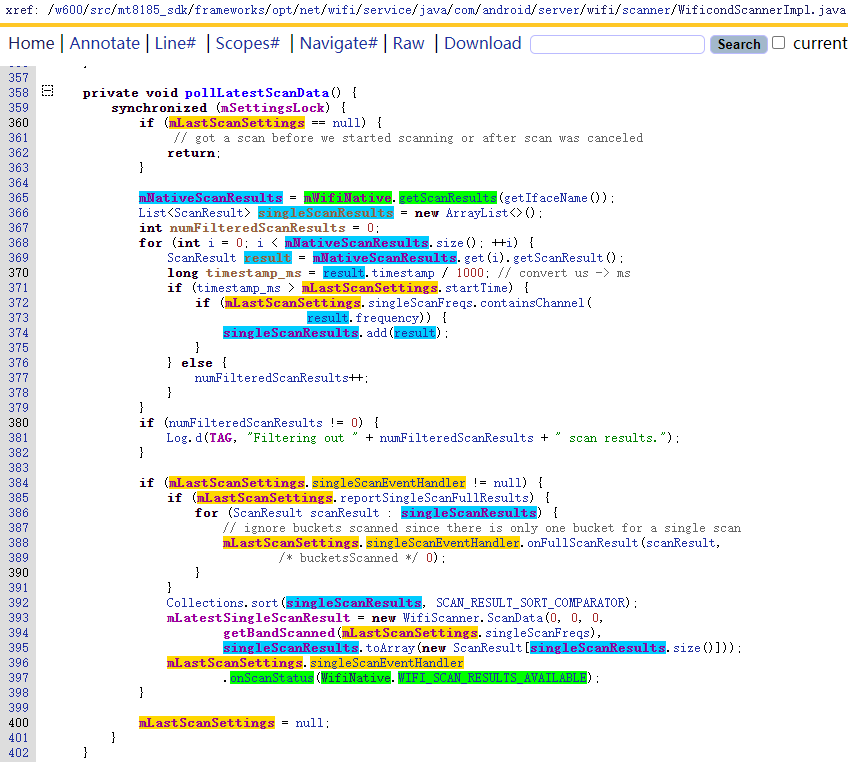 xref: /w600/src/mt8185_sdk/frameworks/opt/net/wifi/service/java/com/android/server/wifi/scanner/WificondScannerImpl.java
Home | Annotate | Line# | Scopes# | Navigate# | Raw | Download Search current
357
358 private void pollLatestScanData() {
359 synchronized (mSettingsLock) {
360 if (mLastScanSettings == null) {
361 // got a scan before we started scanning or after scan was canceled
362 return;
363 }
364
365 mNativeScanResults = mWifiNative.getScanResults(getIfaceName());
366 List<ScanResult> singleScanResults = new ArrayList<>();
367 int numFilteredScanResults = 0;
368 for (int i = 0; i < mNativeScanResults.size(); ++i) {
369 ScanResult result = mNativeScanResults.get(i).getScanResult();
370 long timestamp_ms = result.timestamp / 1000; // convert us -> ms
371 if (timestamp_ms > mLastScanSettings.startTime) {
372 if (mLastScanSettings.singleScanFreqs.containsChannel(
373 result.frequency)) {
374 singleScanResults.add(result);
375 }
376 } else {
377 numFilteredScanResults++;
378 }
379 }
380 if (numFilteredScanResults != 0) {
381 Log.d(TAG, "Filtering out " + numFilteredScanResults + " scan results.");
382 }
383
384 if (mLastScanSettings.singleScanEventHandler != null) {
385 if (mLastScanSettings.reportSingleScanFullResults) {
386 for (ScanResult scanResult : singleScanResults) {
387 // ignore buckets scanned since there is only one bucket for a single scan
388 mLastScanSettings.singleScanEventHandler.onFullScanResult(scanResult,
389 /* bucketsScanned */ 0);
390 }
391 }
392 Collections.sort(singleScanResults, SCAN_RESULT_SORT_COMPARATOR);
393 mLatestSingleScanResult = new WifiScanner.ScanData(0, 0, 0,
394 getBandScanned(mLastScanSettings.singleScanFreqs),
395 singleScanResults.toArray(new ScanResult[singleScanResults.size()]));
396 mLastScanSettings.singleScanEventHandler
397 .onScanStatus(WifiNative.WIFI_SCAN_RESULTS_AVAILABLE);
398 }
399
400 mLastScanSettings = null;
401 }
402 }